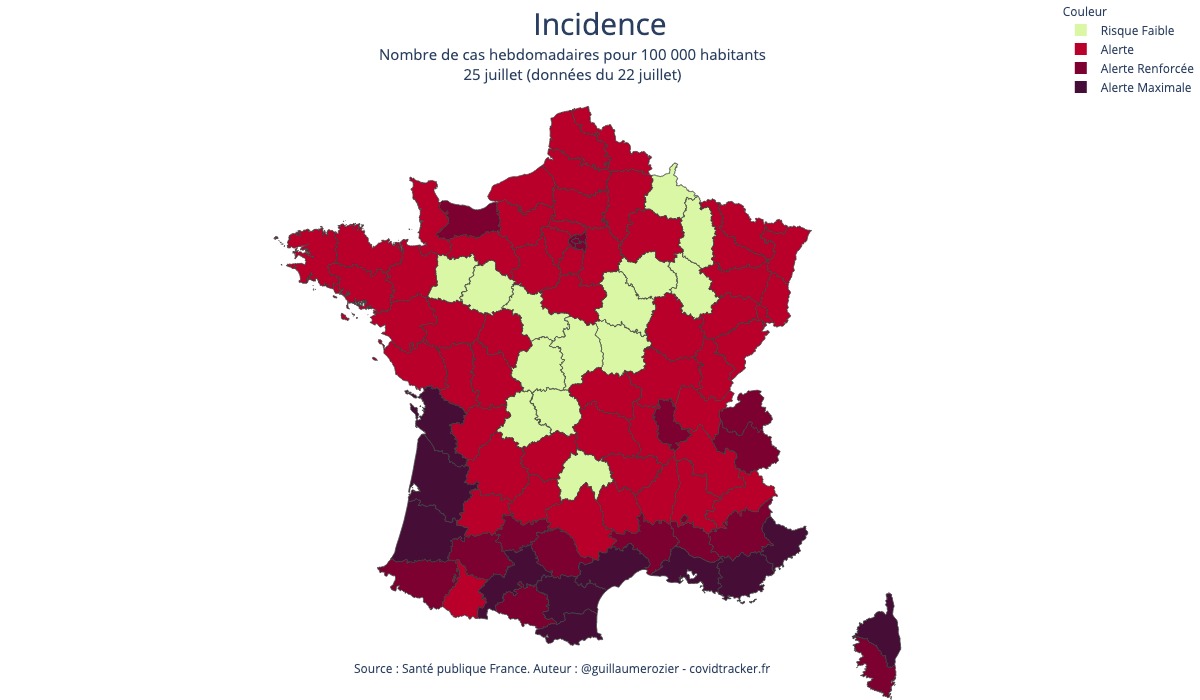 Incidence
Nombre de cas hebdomadaires pour 100 000 habitants
25 juillet (données du 22 juillet)
Couleur
Risque Faible
Alerte
Alerte Renforcée
Alerte Maximale
Source : Santé publique France. Auteur : @guillaumerozier - covidtracker.fr